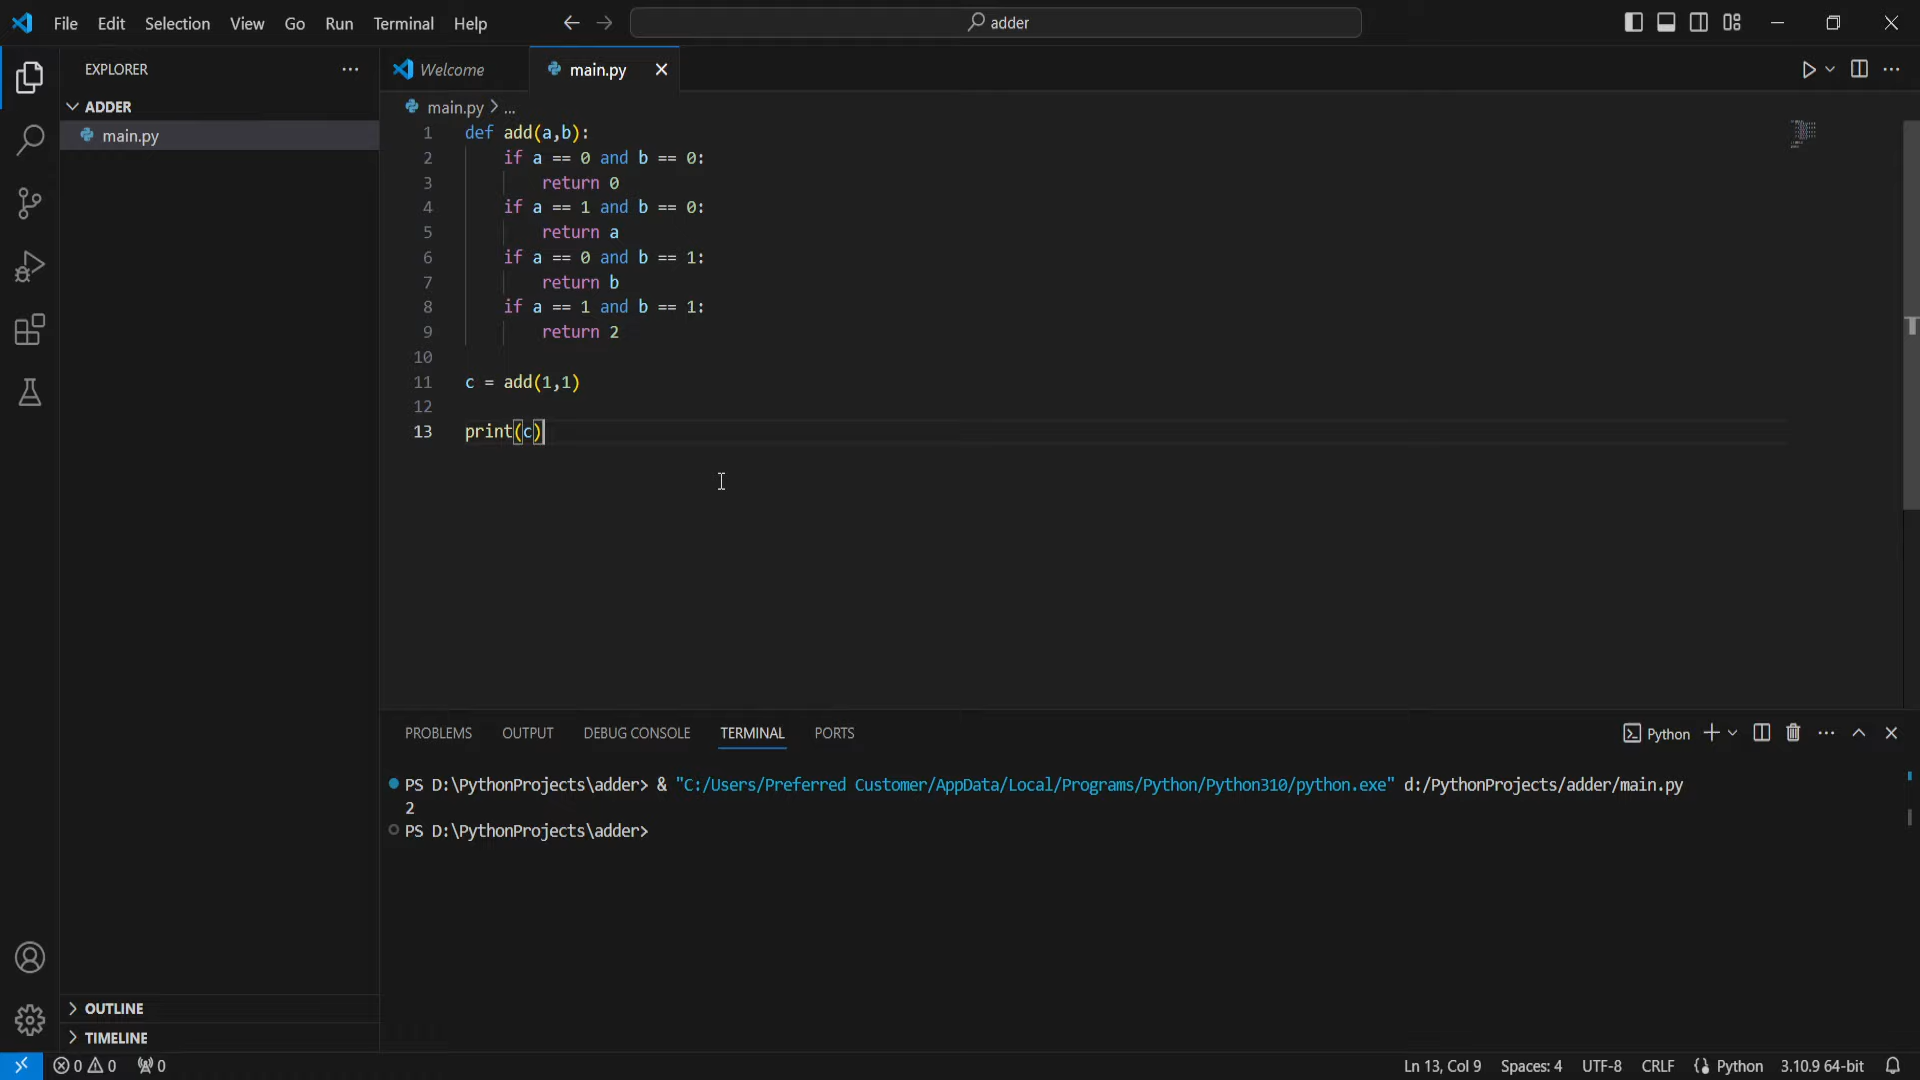 File Edit Selection View Go Run Terminal Help adder
EXPLORER
ADDER
main.py
OUTLINE
TIMELINE
Welcome main.py
main.py > ...
1 def add(a,b):
2 if a == 0 and b == 0:
3 return 0
4 if a == 1 and b == 0:
5 return a
6 if a == 0 and b == 1:
7 return b
8 if a == 1 and b == 1:
9 return 2
10
11 c = add(1,1)
12
13 print(c)
PROBLEMS OUTPUT DEBUG CONSOLE TERMINAL PORTS Python
PS D:\PythonProjects\adder> & "C:/Users/Preferred Customer/AppData/Local/Programs/Python/Python310/python.exe" d:/PythonProjects/adder/main.py
2
PS D:\PythonProjects\adder>
0 0 0 Ln 13, Col 9 Spaces: 4 UTF-8 CRLF Python 3.10.9 64-bit